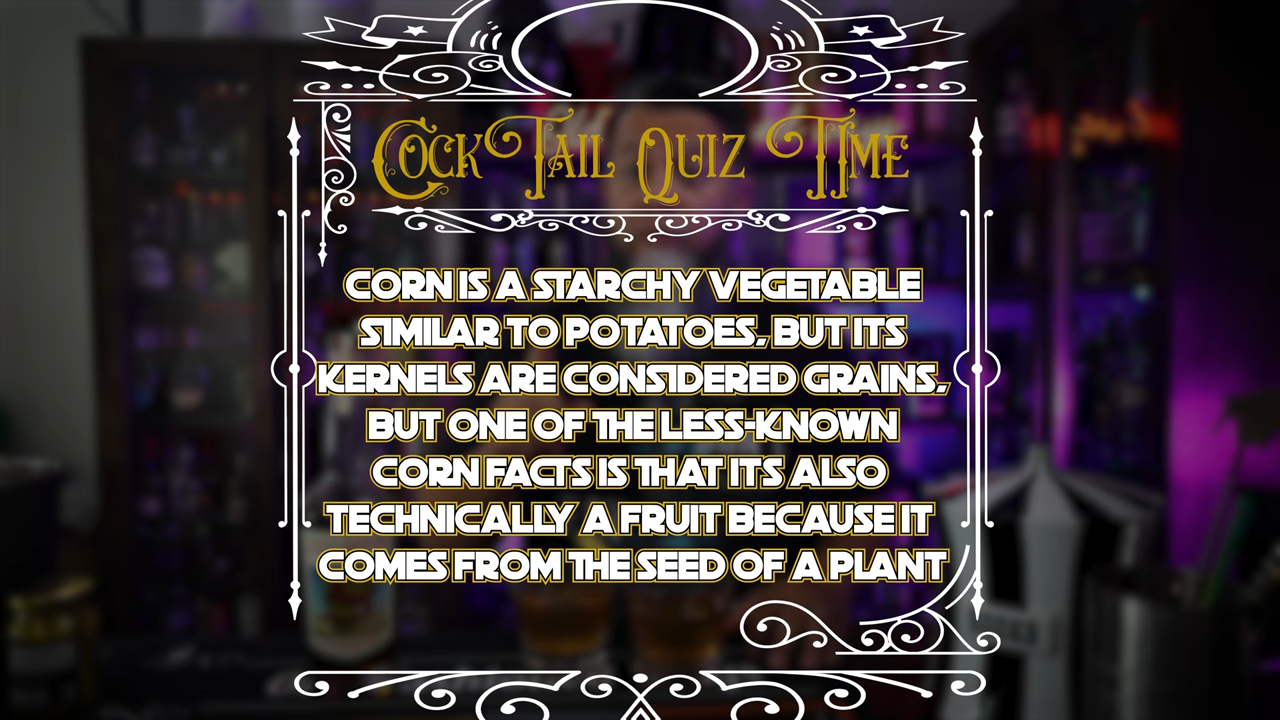 CockTail Quiz TIme
CORN IS A STARCHY VEGETABLE
SIMILAR TO POTATOES, BUT ITS
KERNELS ARE CONSIDERED GRAINS,
BUT ONE OF THE LESS-KNOWN
CORN FACTS IS THAT ITS ALSO
TECHNICALLY A FRUIT BECAUSE IT
COMES FROM THE SEED OF A PLANT